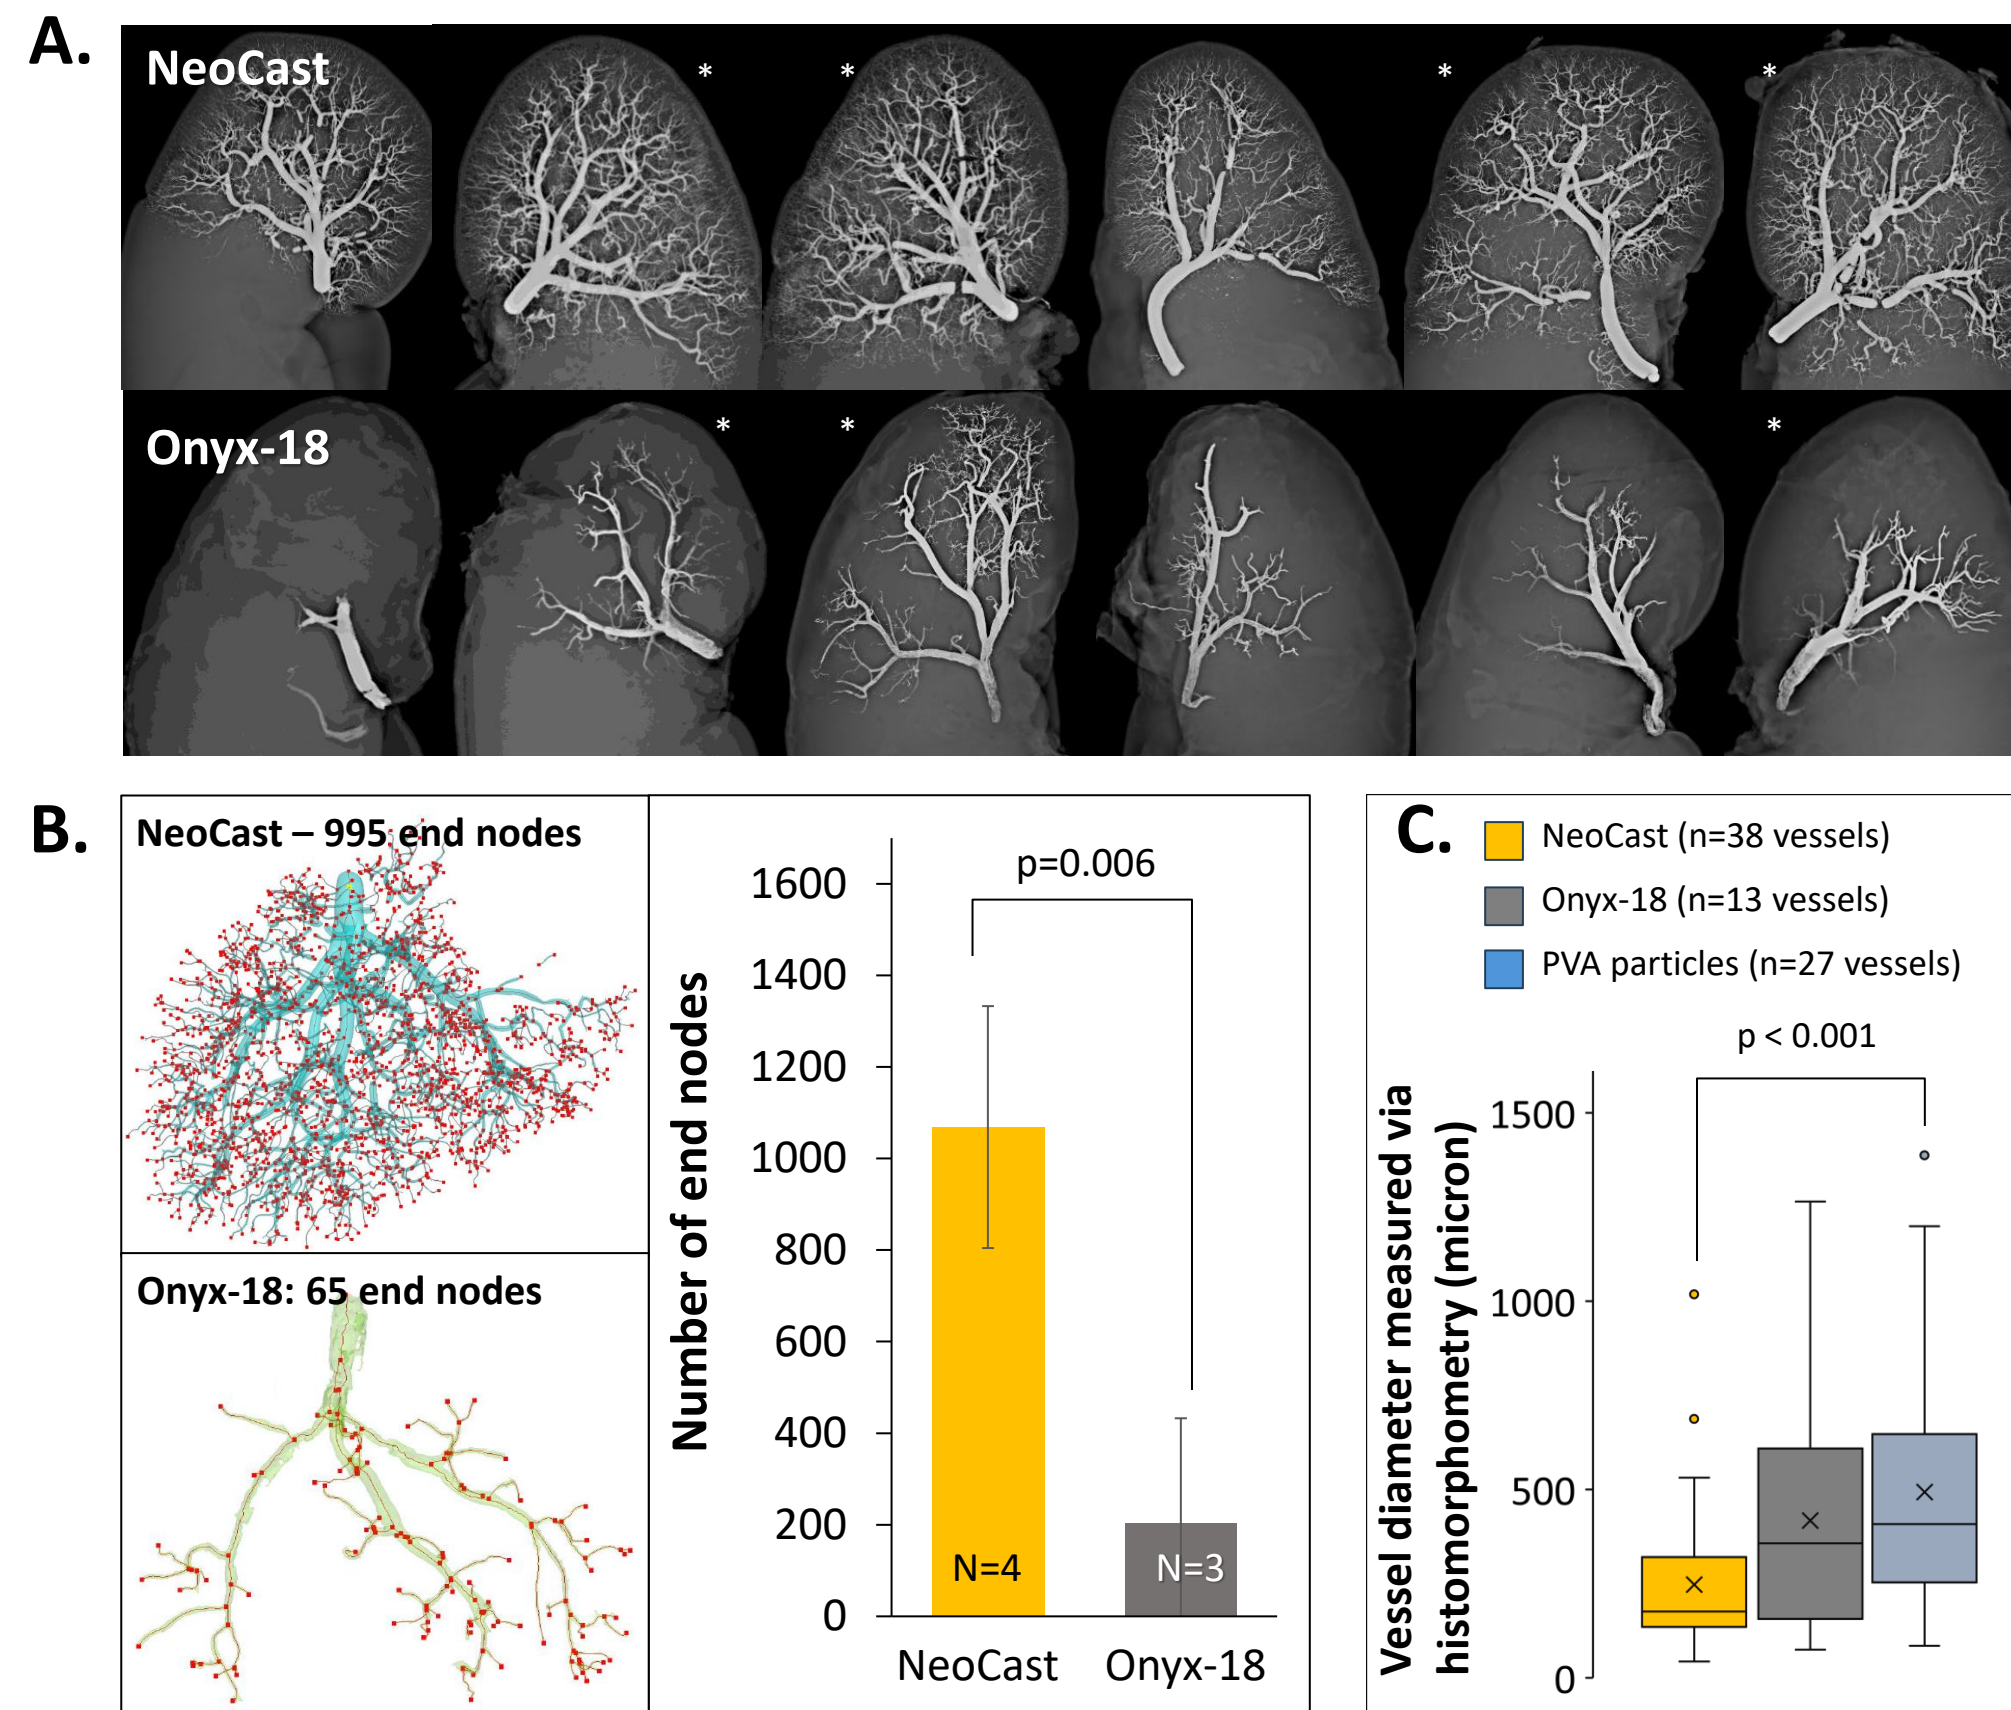 A.
NeoCast
*
*
*
*
Onyx-18
*
*
*
B.
NeoCast – 995 end nodes
Onyx-18: 65 end nodes
Number of end nodes
1600
1400
1200
1000
800
600
400
200
0
p=0.006
N=4
N=3
NeoCast
Onyx-18
C.
NeoCast (n=38 vessels)
Onyx-18 (n=13 vessels)
PVA particles (n=27 vessels)
p < 0.001
Vessel diameter measured via
histomorphometry (micron)
1500
1000
500
0